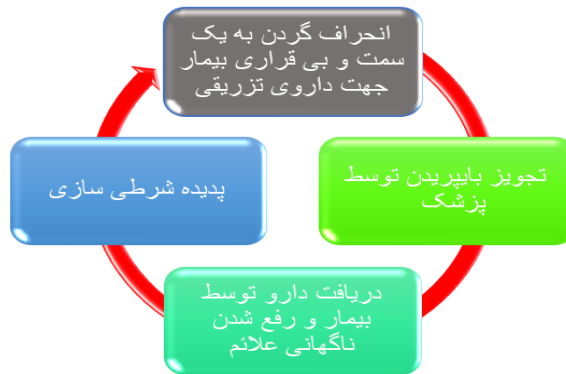 انحراف گردن به یک
سمت و بی قراری بیمار
جهت داروی تزریقی
تجویز بایپریدن توسط
پزشک
دریافت دارو توسط
بیمار و رفع شدن
ناگهانی علائم
پدیده شرطی سازی